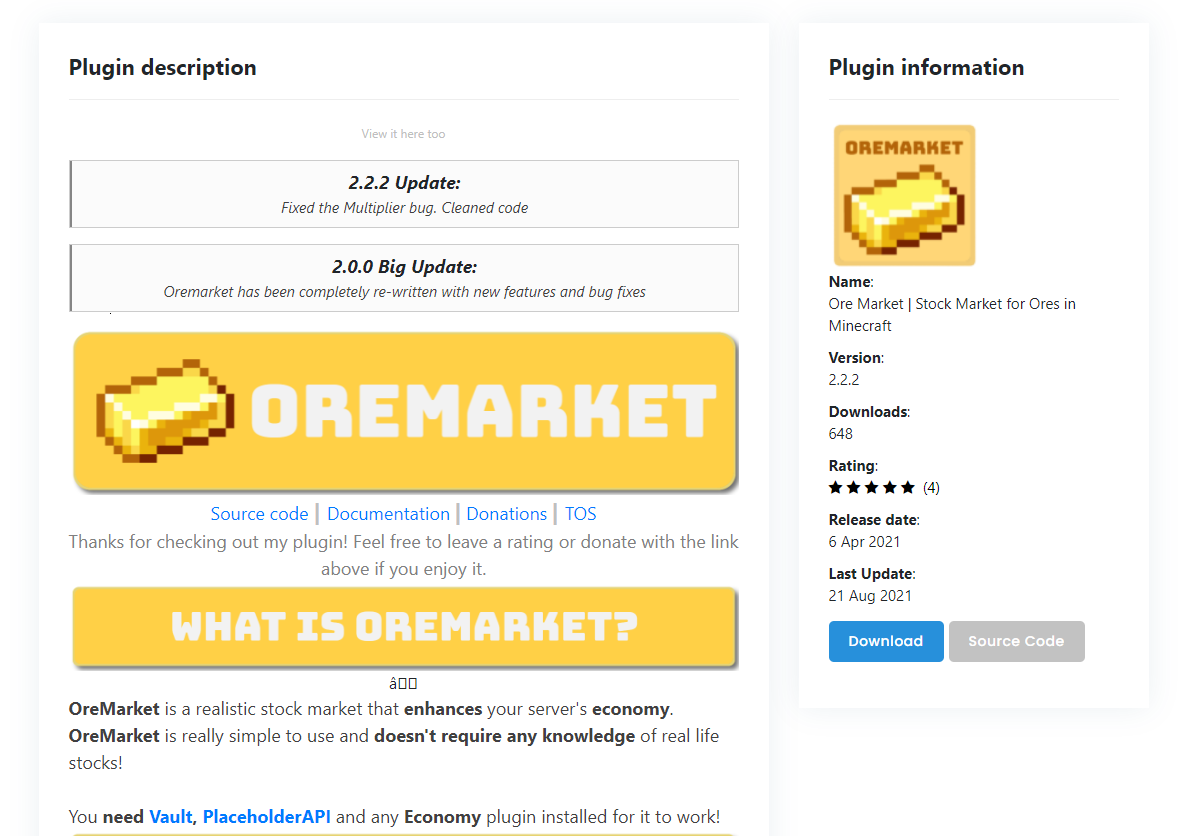 Plugin description
View it here too
2.2.2 Update:
Fixed the Multiplier bug. Cleaned code
2.0.0 Big Update:
Oremarket has been completely re-written with new features and bug fixes
OREMARKET
Source code | Documentation | Donations | TOS
Thanks for checking out my plugin! Feel free to leave a rating or donate with the link
above if you enjoy it.
WHAT IS OREMARKET?
â
OreMarket is a realistic stock market that enhances your server's economy.
OreMarket is really simple to use and doesn't require any knowledge of real life
stocks!
You need Vault, PlaceholderAPI and any Economy plugin installed for it to work!
Plugin information
OREMARKET
Name:
Ore Market | Stock Market for Ores in
Minecraft
Version:
2.2.2
Downloads:
648
Rating:
★★★★★ (4)
Release date:
6 Apr 2021
Last Update:
21 Aug 2021
Download
Source Code